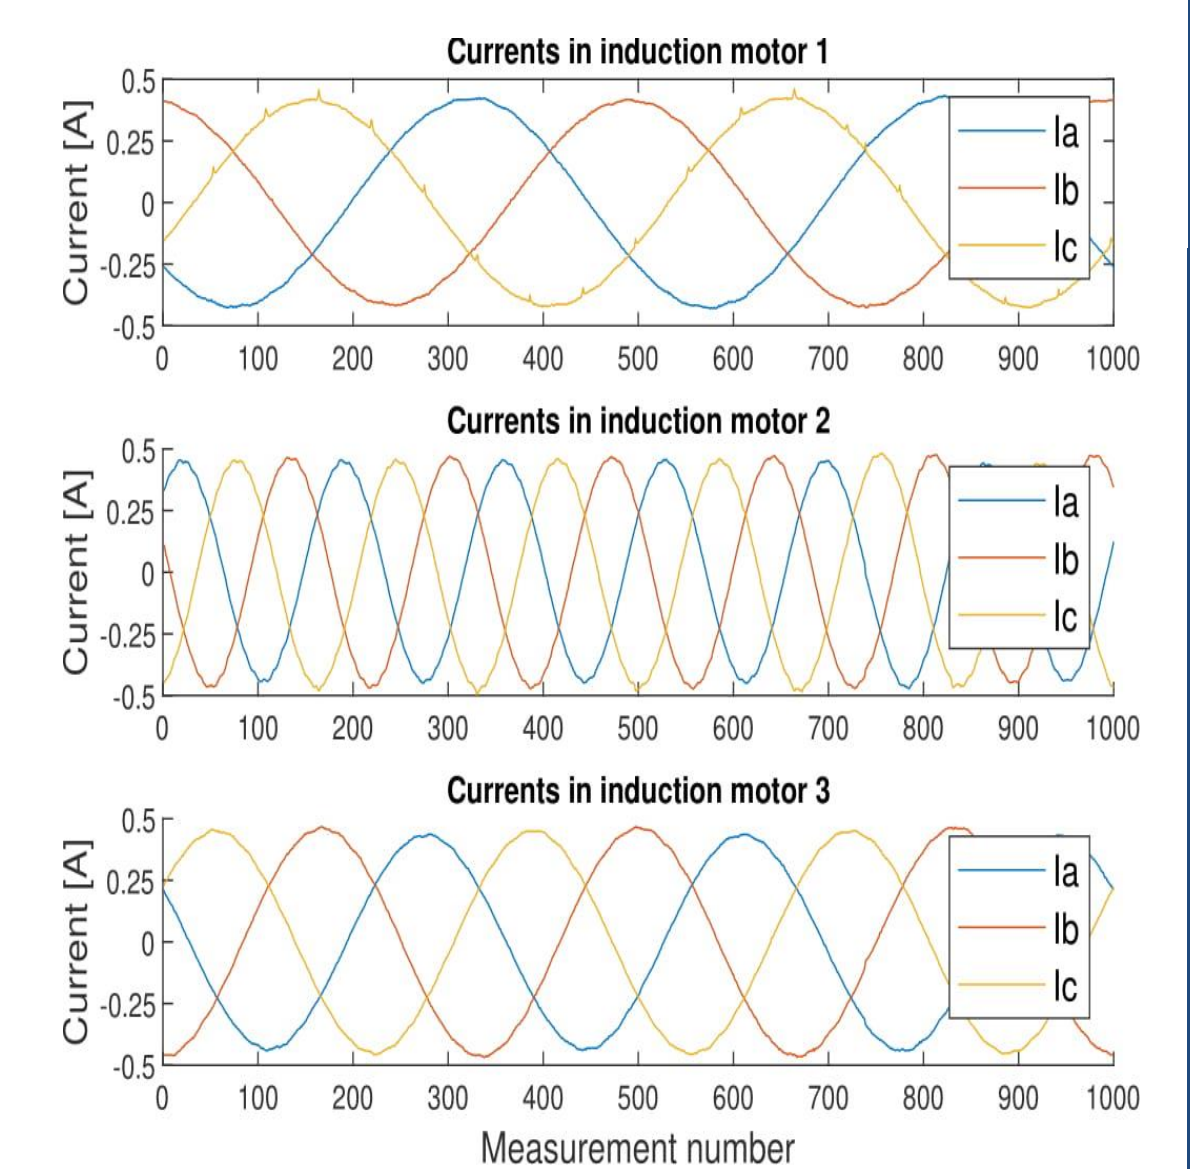 Currents in induction motor 1
Current [A]
0.5
0.25
0
-0.25
-0.5
Ia
Ib
Ic
0 100 200 300 400 500 600 700 800 900 1000
Currents in induction motor 2
Current [A]
0.5
0.25
0
-0.25
-0.5
Ia
Ib
Ic
0 100 200 300 400 500 600 700 800 900 1000
Currents in induction motor 3
Current [A]
0.5
0.25
0
-0.25
-0.5
Ia
Ib
Ic
0 100 200 300 400 500 600 700 800 900 1000
Measurement number